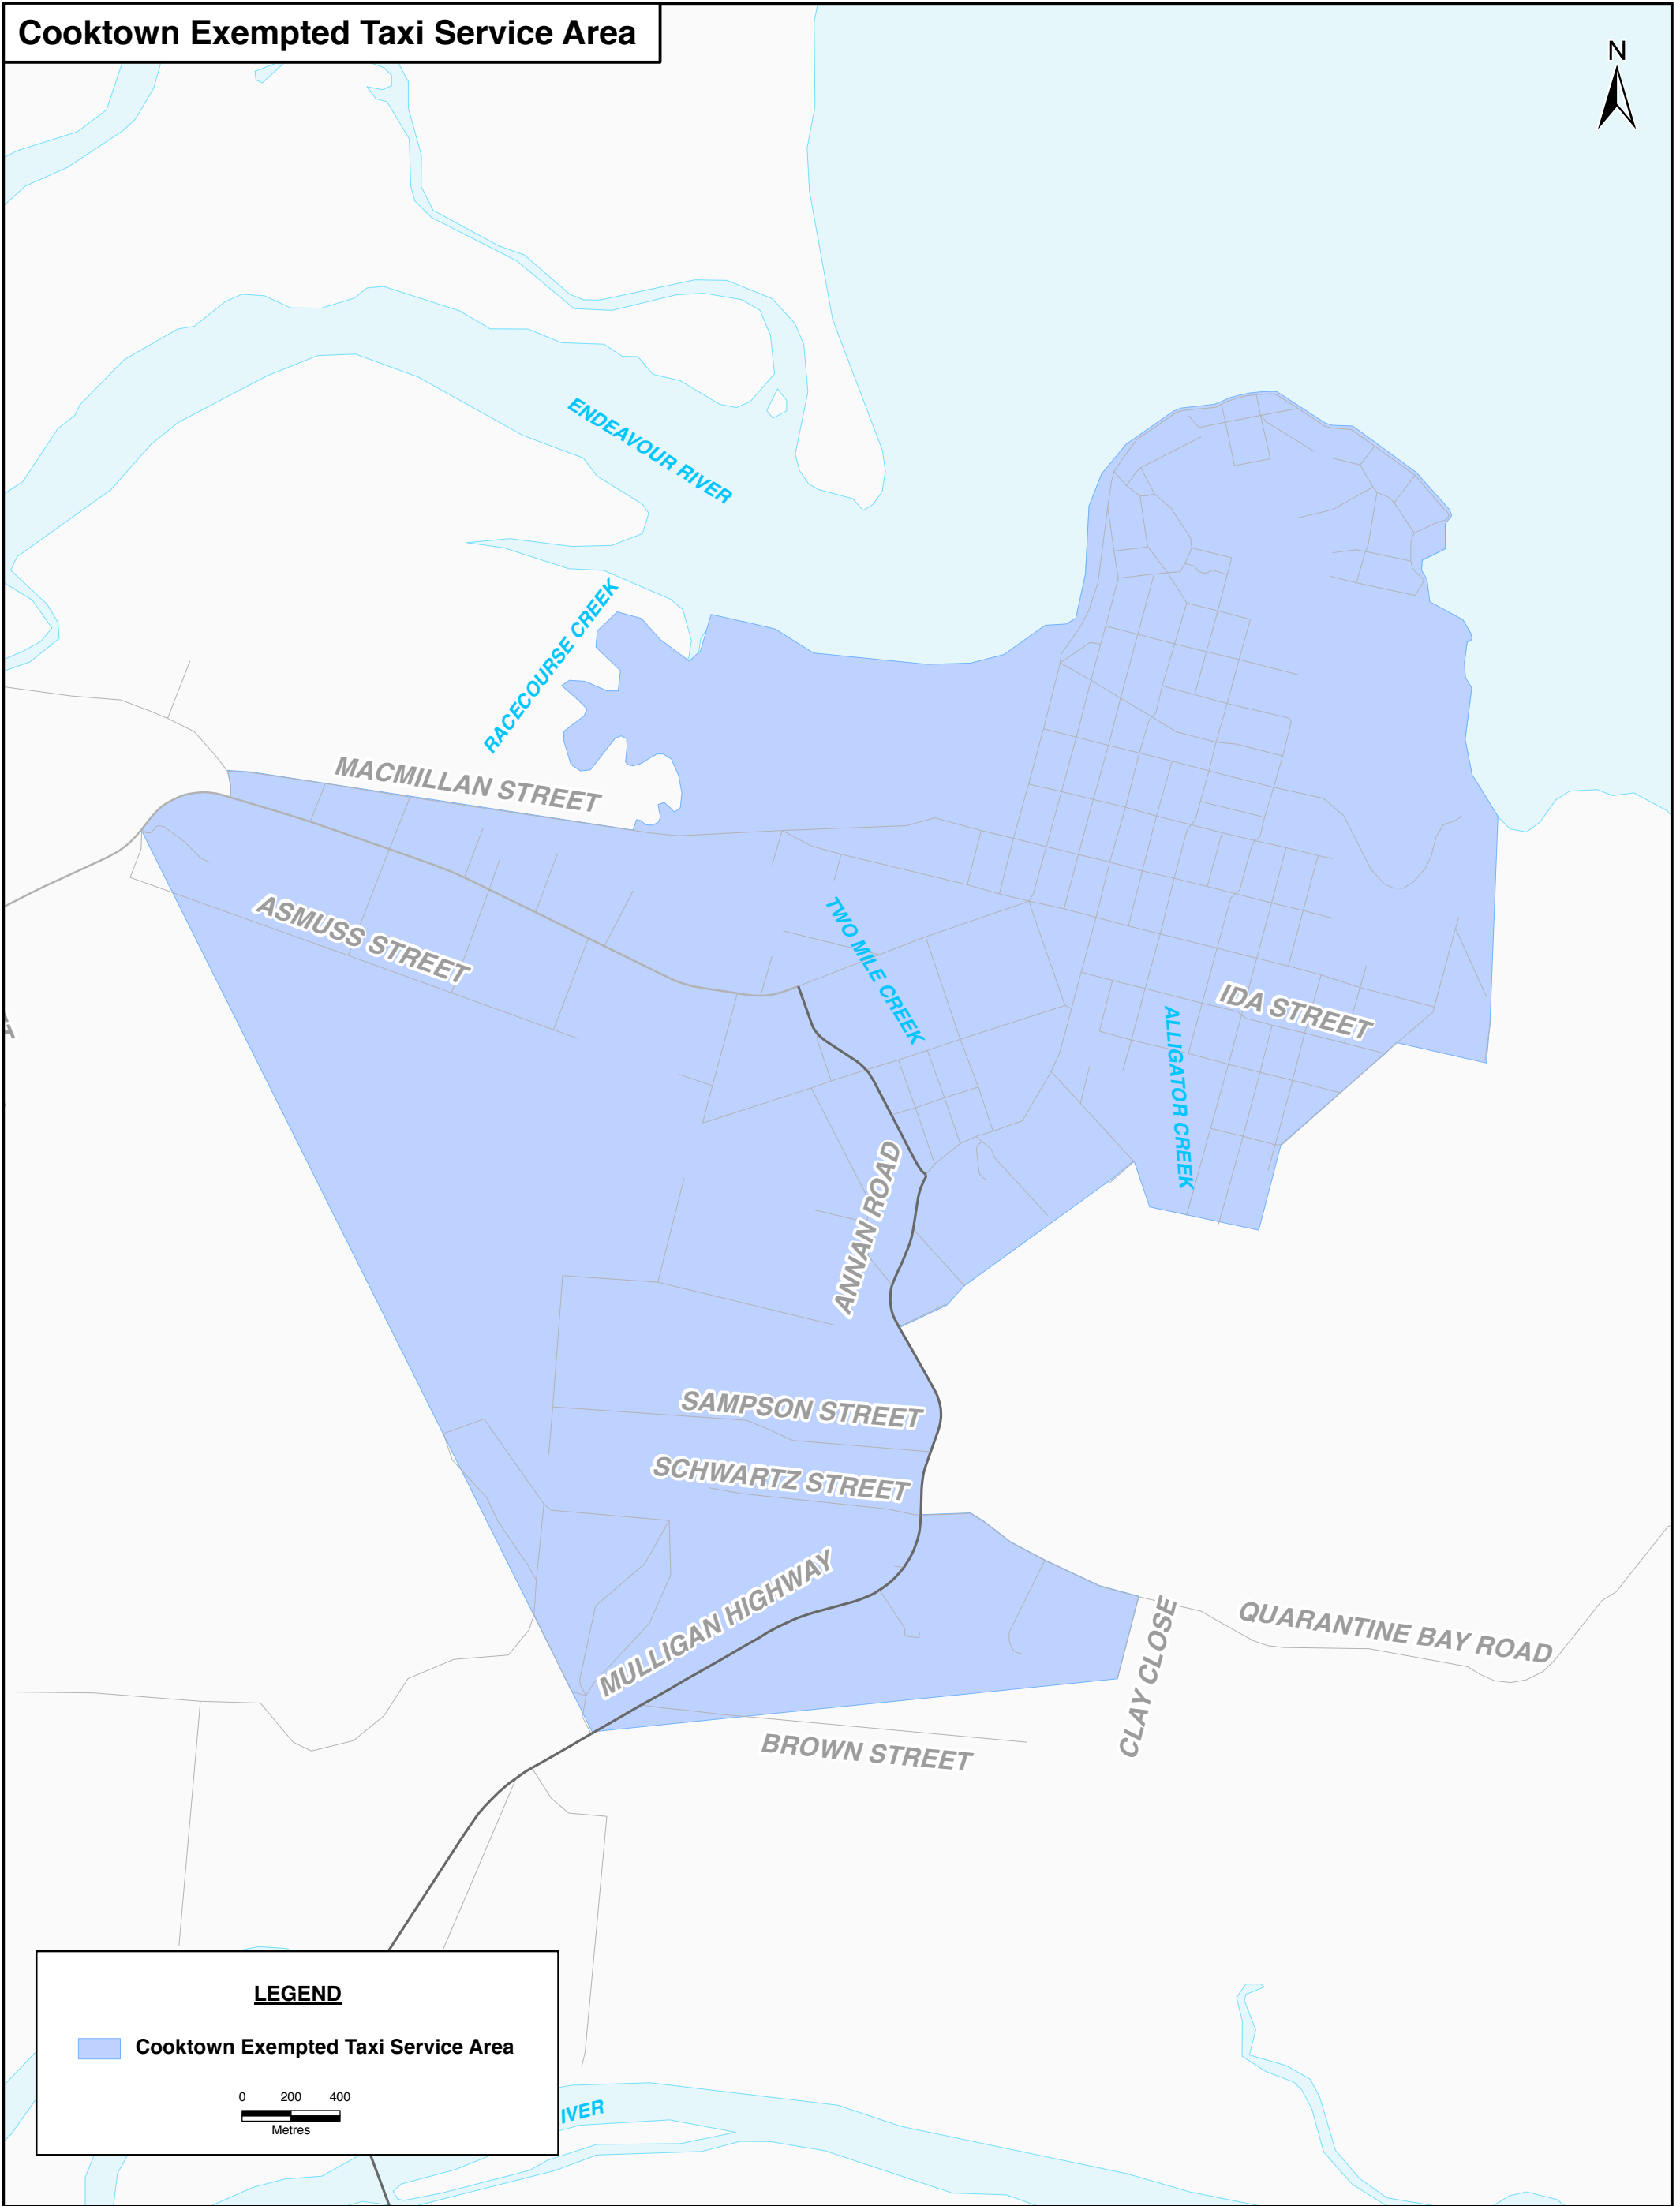 Cooktown Exempted Taxi Service Area
N
ENDEAVOUR RIVER
RACECOURSE CREEK
MACMILLAN STREET
ASMUSS STREET
TWO MILE CREEK
IDA STREET
ALLIGATOR CREEK
ANNAN ROAD
SAMPSON STREET
SCHWARTZ STREET
MULLIGAN HIGHWAY
QUARANTINE BAY ROAD
CLAY CLOSE
BROWN STREET
LEGEND
Cooktown Exempted Taxi Service Area
0 200 400
Metres
IVER